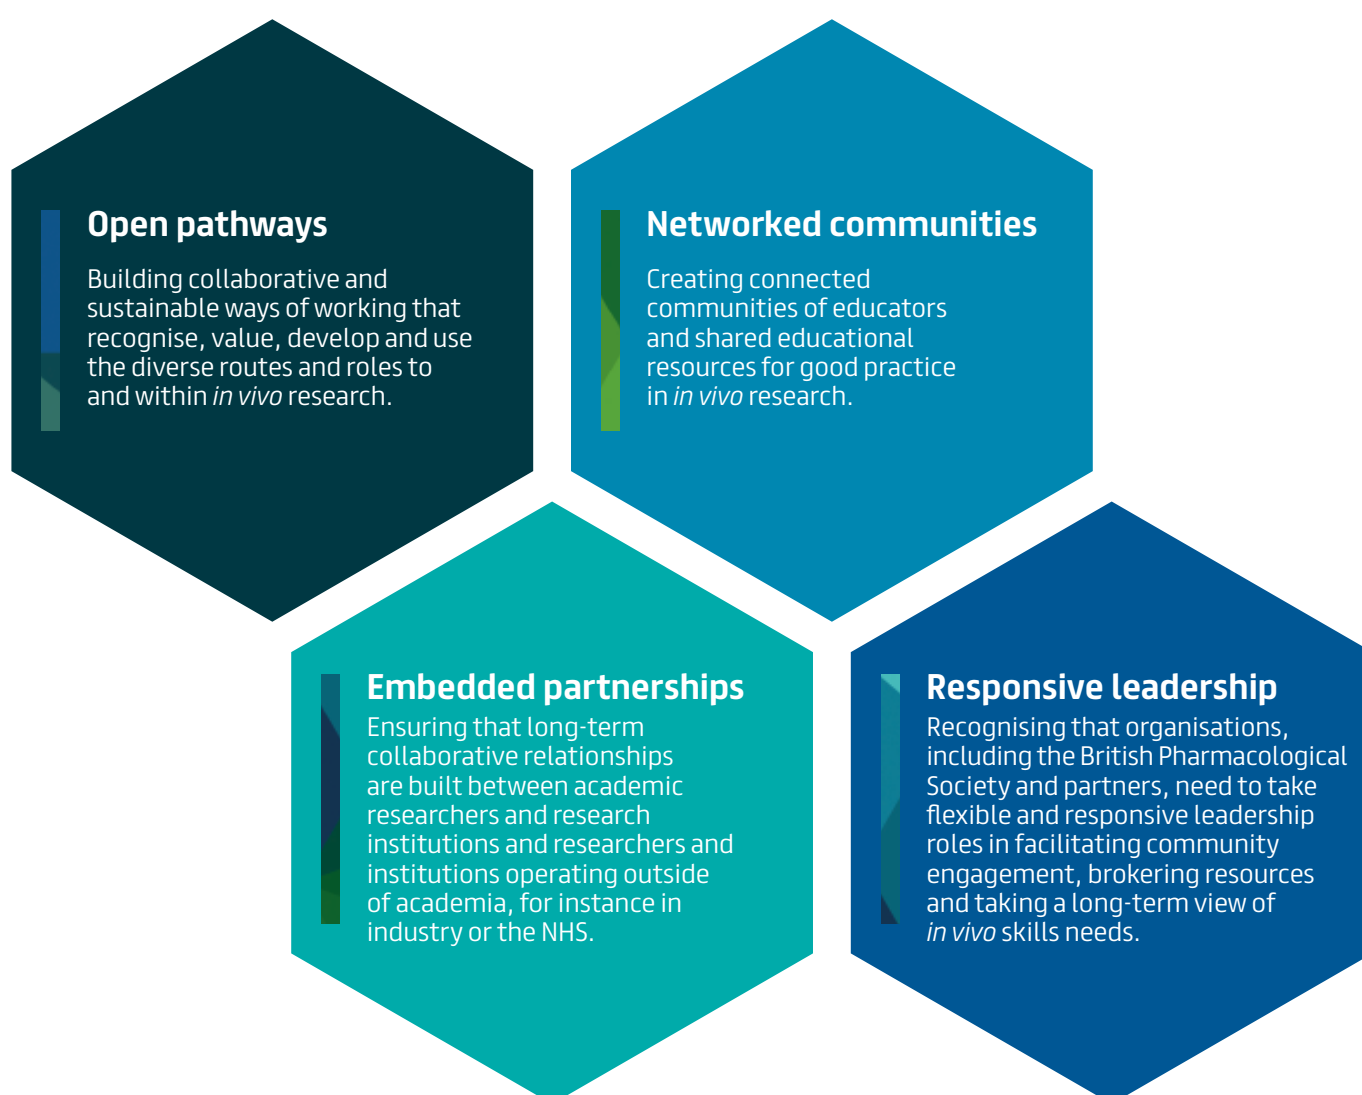 Open pathways
Building collaborative and
sustainable ways of working that
recognise, value, develop and use
the diverse routes and roles to
and within in vivo research.
Networked communities
Creating connected
communities of educators
and shared educational
resources for good practice
in in vivo research.
Embedded partnerships
Ensuring that long-term
collaborative relationships
are built between academic
researchers and research
institutions and researchers and
institutions operating outside
of academia, for instance in
industry or the NHS.
Responsive leadership
Recognising that organisations,
including the British Pharmacological
Society and partners, need to take
flexible and responsive leadership
roles in facilitating community
engagement, brokering resources
and taking a long-term view of
in vivo skills needs.